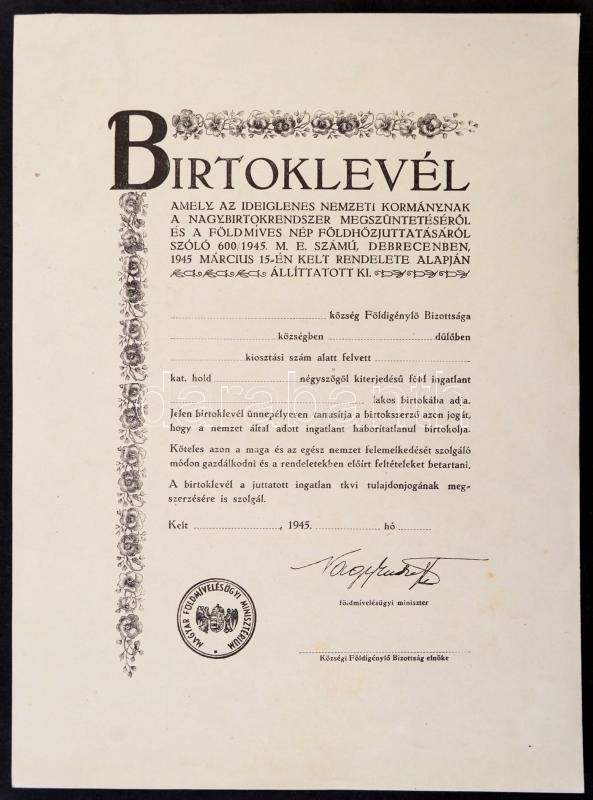 BIRTOKLEVÉL
AMELY AZ IDEIGLENES NEMZETI KORMÁNYNAK
A NAGYBIRTOKRENDSZER MEGSZÜNTETÉSÉRŐL
ÉS A FÖLDMÍVES NÉP FÖLDHÖZJUTTATÁSÁRÓL
SZÓLÓ 600/1945. M. E. SZÁMÚ, DEBRECENBEN,
1945 MÁRCIUS 15-ÉN KELT RENDELETE ALAPJÁN
ÁLLÍTTATOTT KI.
község Földigénylő Bizottsága
községben dülőben
kiosztási szám alatt felvett
kat. hold négyszögöl kiterjedésű föld ingatlant
lakos birtokába adja.
Jelen birtoklevél ünnepélyesen tanusítja a birtokszerző azon jogát,
hogy a nemzet által adott ingatlant háborítatlanul birtokolja.
Köteles azon a maga és az egész nemzet felemelkedését szolgáló
módon gazdálkodni és a rendeletekben előírt feltételeket betartani.
A birtoklevél a juttatott ingatlan tkvi tulajdonjogának meg-
szerzésére is szolgál.
Kelt , 1945. hó
földmívelésügyi miniszter
MAGYAR FÖLDMÍVELÉSÜGYI MINISZTÉRIUM
Községi Földigénylő Bizottság elnöke
darabanth